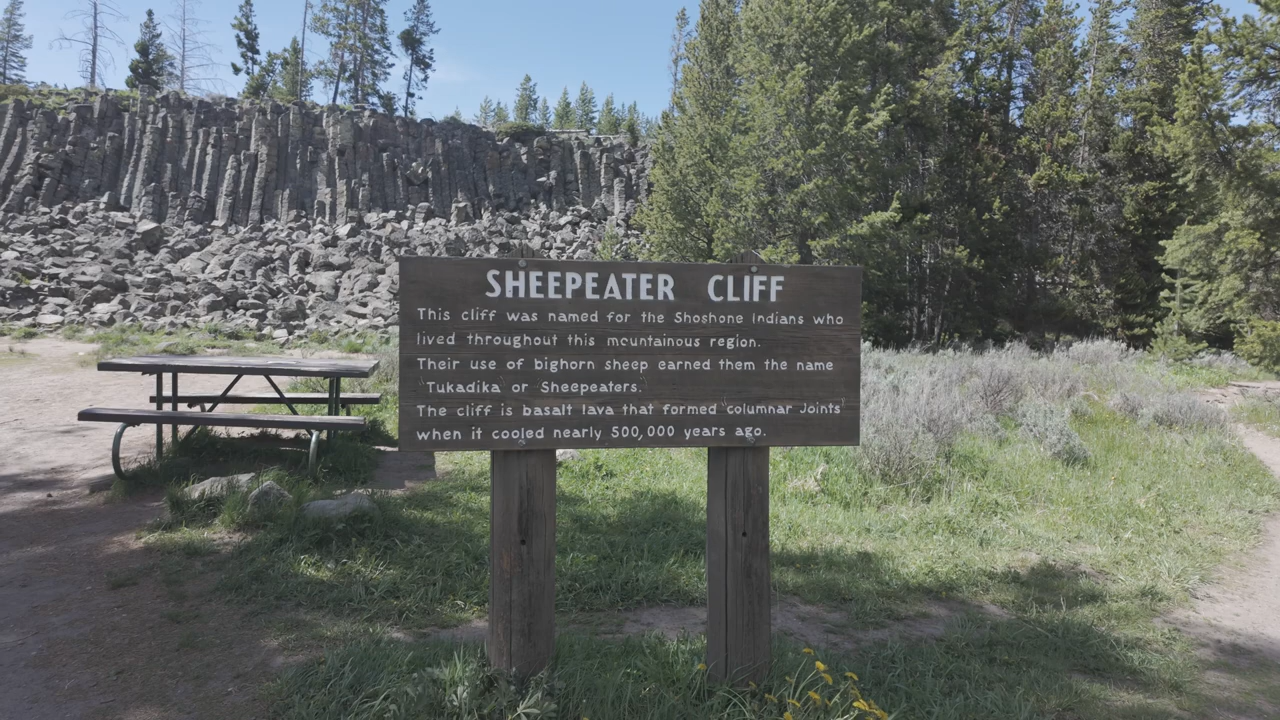 SHEEPEATER CLIFF
This cliff was named for the Shoshone Indians who
lived throughout this mountainous region.
Their use of bighorn sheep earned them the name
"Tukadika" or Sheepeaters.
The cliff is basalt lava that formed "columnar joints"
when it cooled nearly 500,000 years ago.